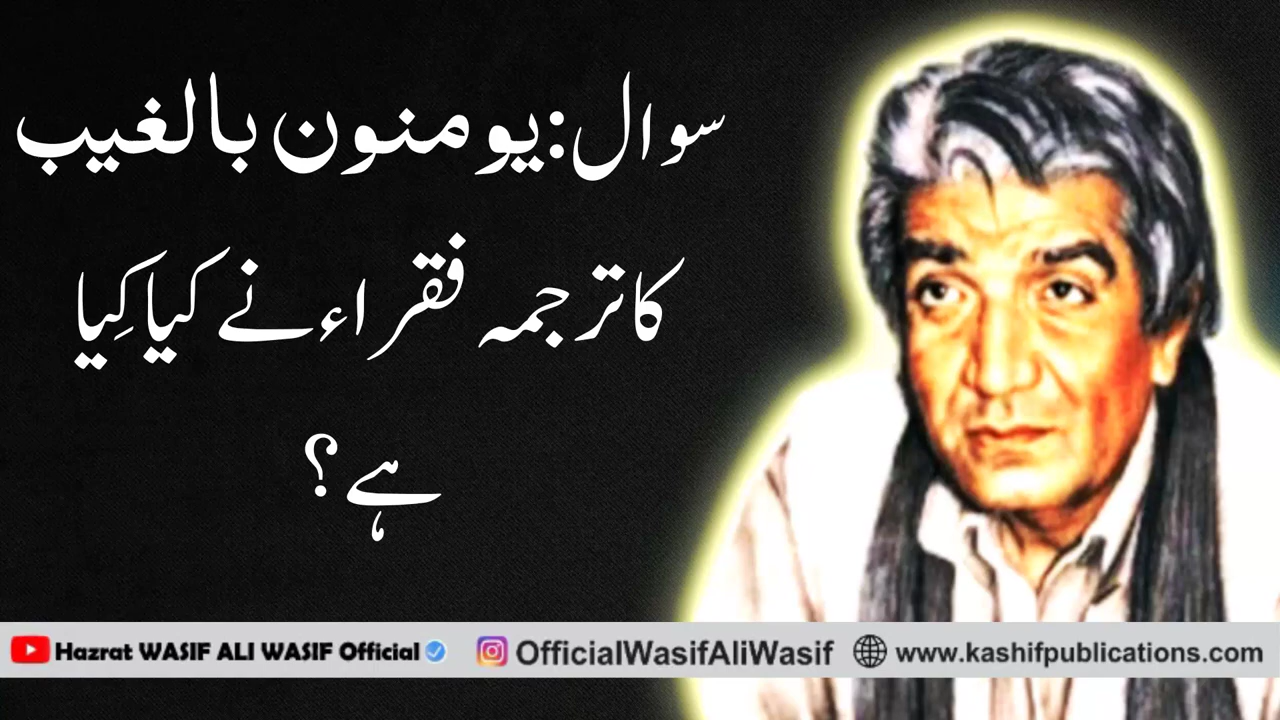 سوال:یومنون بالغیب
کا ترجمہ فقراء نے کیا کِیا
ہے؟
Hazrat WASIF ALI WASIF Official
OfficialWasifAliWasif
www.kashifpublications.com